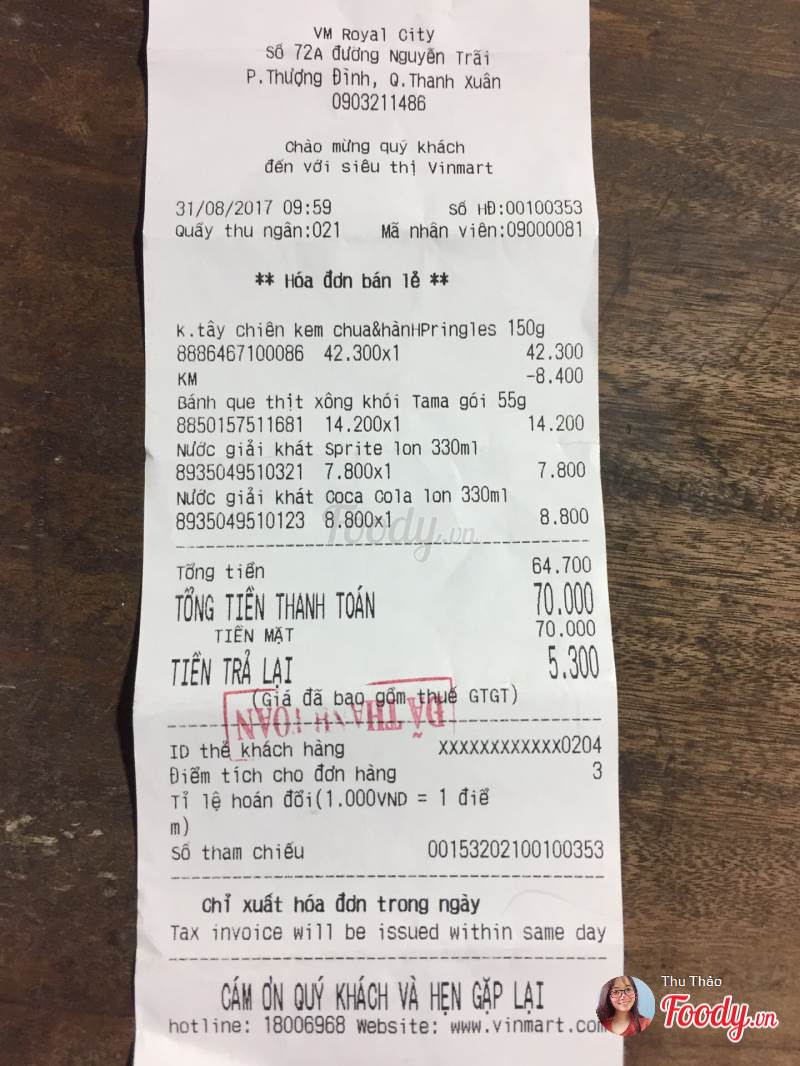 VM Royal City
Số 72A đường Nguyễn Trãi
P.Thượng Đình, Q.Thanh Xuân
0903211486
Chào mừng quý khách
đến với siêu thị Vinmart
31/08/2017 09:59 Số HĐ:00100353
Quầy thu ngân:021 Mã nhân viên:09000081
** Hóa đơn bán lẻ **
K.tây chiên kem chua&hànHPringles 150g
8886467100086 42.300x1 42.300
KM -8.400
Bánh que thịt xông khói Tama gói 55g
8850157511681 14.200x1 14.200
Nước giải khát Sprite lon 330ml
8935049510321 7.800x1 7.800
Nước giải khát Coca Cola lon 330ml
8935049510123 8.800x1 8.800
Foody.vn
Tổng tiền 64.700
TỔNG TIỀN THANH TOÁN 70.000
TIỀN MẶT 70.000
TIỀN TRẢ LẠI 5.300
(Giá đã bao gồm thuế GTGT)
ĐÃ THANH TOÁN
ID thẻ khách hàng XXXXXXXXXXXX0204
Điểm tích cho đơn hàng 3
Tỉ lệ hoán đổi(1.000VND = 1 điể
m)
Số tham chiếu 00153202100100353
Chỉ xuất hóa đơn trong ngày
Tax invoice will be issued within same day
CÁM ƠN QUÝ KHÁCH VÀ HẸN GẶP LẠI
hotline: 18006968 Website: www.vinmart.com
Thu Thảo
Foody.vn